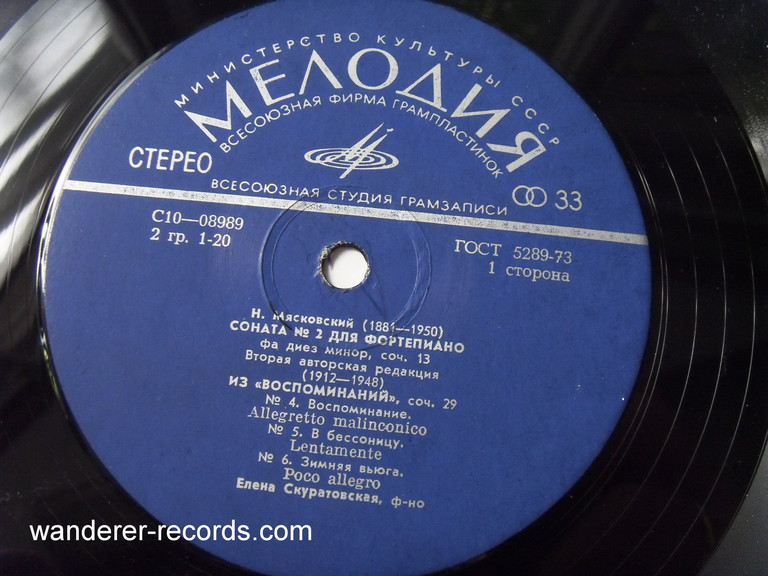 МИНИСТЕРСТВО КУЛЬТУРЫ СССР
МЕЛОДИЯ
ВСЕСОЮЗНАЯ ФИРМА ГРАМПЛАСТИНОК
СТЕРЕО
ВСЕСОЮЗНАЯ СТУДИЯ ГРАМЗАПИСИ
33
С10—08989
2 гр. 1-20
ГОСТ 5289-73
1 сторона
Н. Мясковский (1881—1950)
СОНАТА № 2 ДЛЯ ФОРТЕПИАНО
фа диез минор, соч. 13
Вторая авторская редакция
(1912—1948)
ИЗ «ВОСПОМИНАНИЙ», соч. 29
№ 4. Воспоминание.
Allegretto malinconico
№ 5. В бессоницу.
Lentamente
№ 6. Зимняя вьюга.
Poco allegro
Елена Скуратовская, ф-но
wanderer-records.com